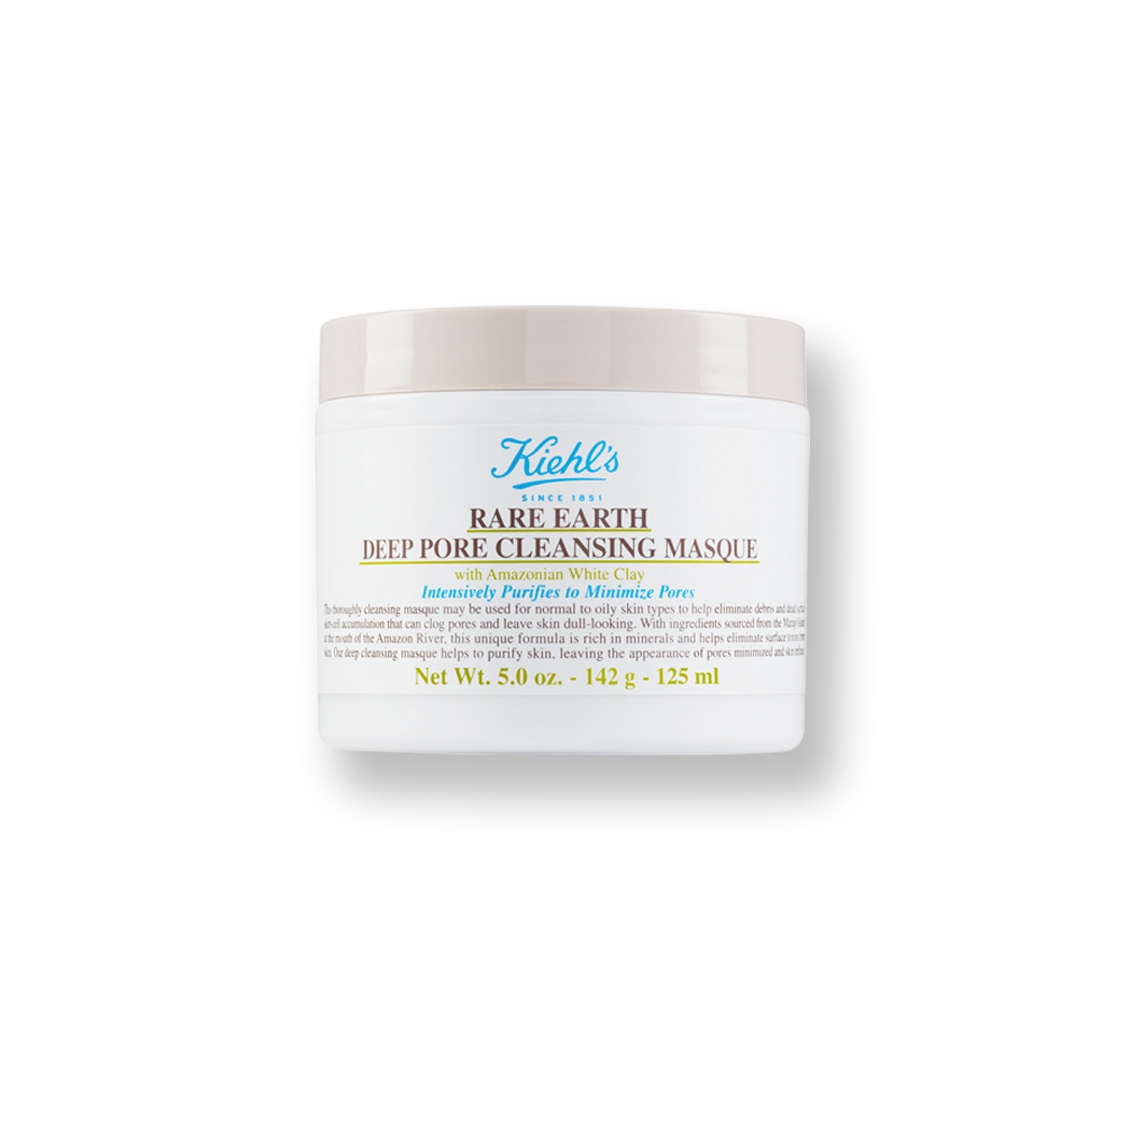 Kiehl's
SINCE 1851
RARE EARTH
DEEP PORE CLEANSING MASQUE
with Amazonian White Clay
Intensively Purifies to Minimize Pores
thoroughly cleansing masque may be used for normal to oily skin types to help eliminate debris and dead
accumulation that can clog pores and leave skin dull-looking. With ingredients sourced from the
at the mouth of the Amazon River, this unique formula is rich in minerals and helps eliminate surface from
skin. Our deep cleansing masque helps to purify skin, leaving the appearance of pores minimized and skin
Net Wt. 5.0 oz. - 142 g - 125 ml